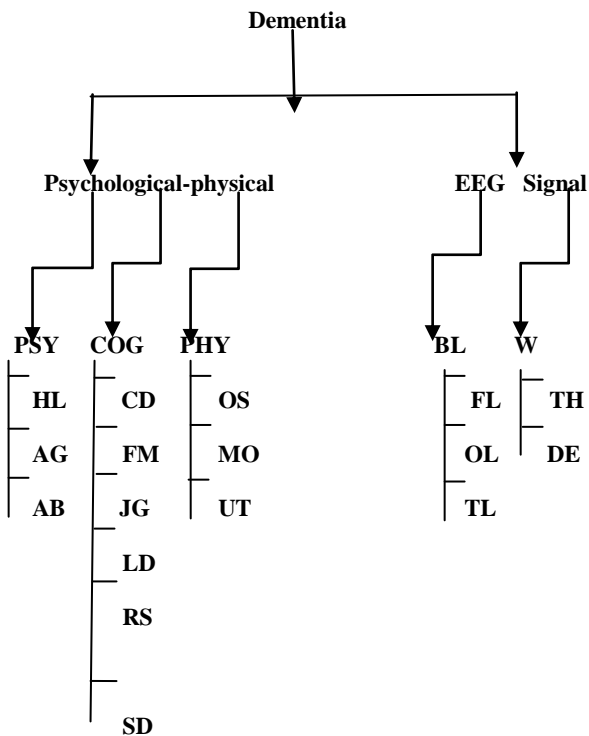 Dementia
Psychological-physical EEG Signal
PSY COG PHY BL W
HL CD OS FL TH
AG FM MO OL DE
AB JG UT TL
LD
RS
SD